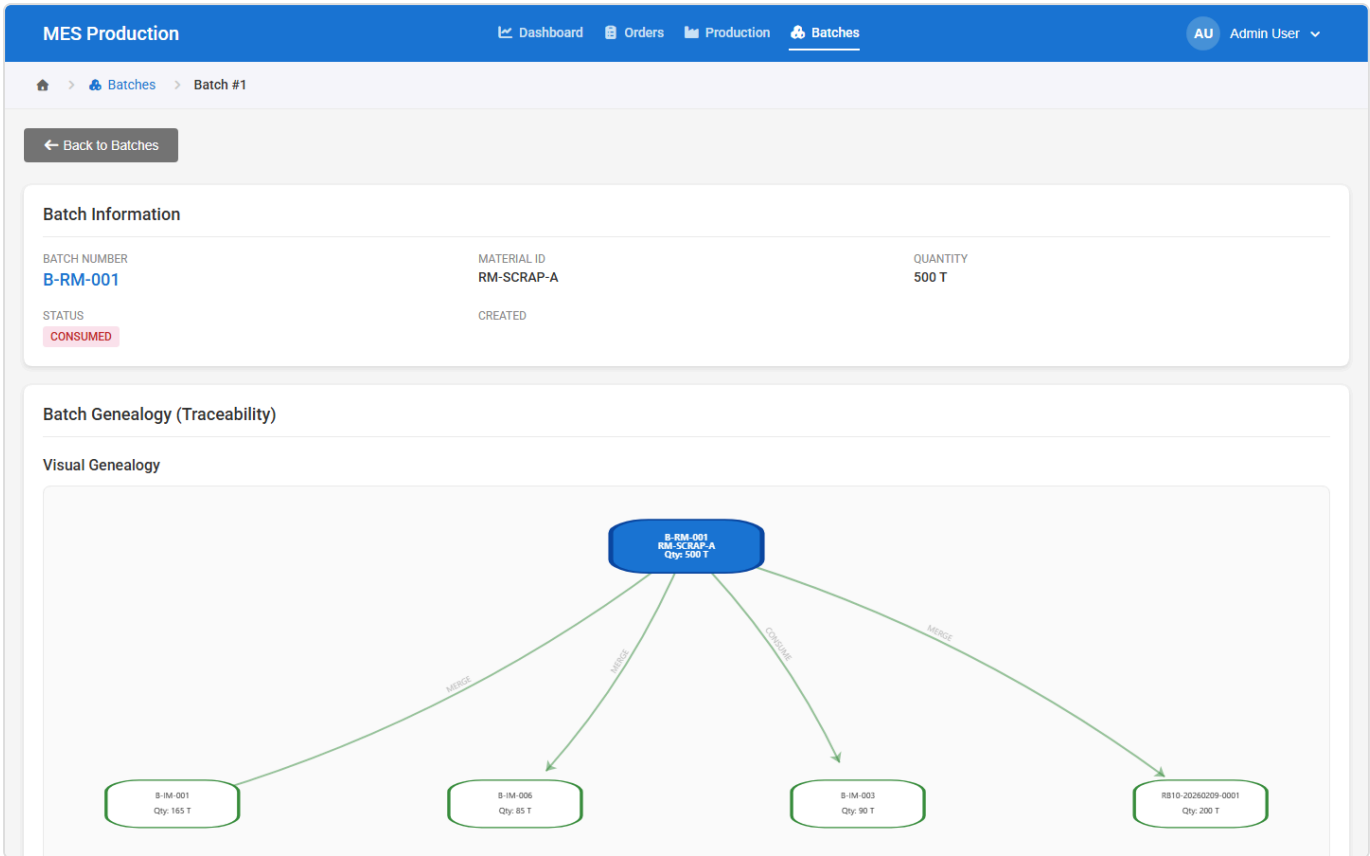 MES Production
Dashboard
Orders
Production
Batches
AU
Admin User
Batches
Batch #1
Back to Batches
Batch Information
BATCH NUMBER
B-RM-001
MATERIAL ID
RM-SCRAP-A
QUANTITY
500 T
STATUS
CONSUMED
CREATED
Batch Genealogy (Traceability)
Visual Genealogy
B-RM-001
RM-SCRAP-A
Qty: 500 T
MERGE
MERGE
CONSUME
MERGE
B-IM-001
Qty: 165 T
B-IM-006
Qty: 85 T
B-IM-003
Qty: 90 T
RB10-20260209-0001
Qty: 200 T